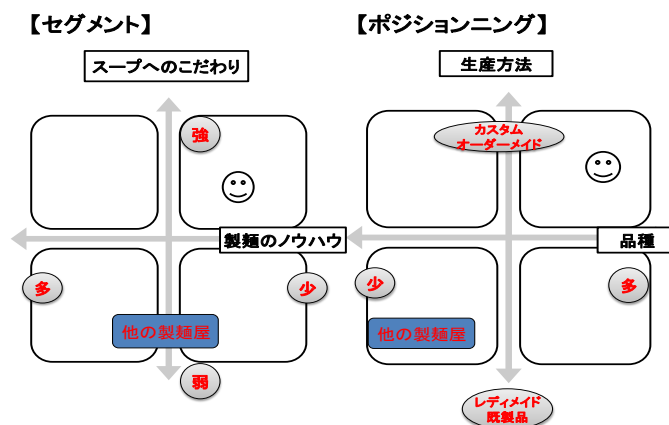 【セグメント】
【ポジションニング】
スープへのこだわり
生産方法
強
カスタム
オーダーメイド
製麺のノウハウ
品種
多
少
少
多
他の製麺屋
他の製麺屋
弱
レディメイド
既製品